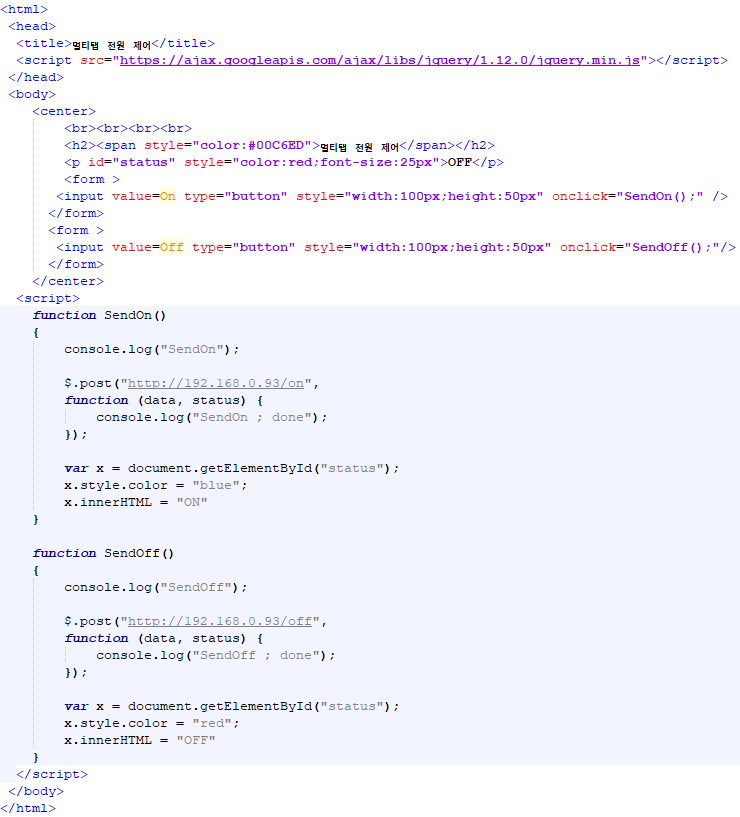 <html>
<head>
<title>멀티탭 전원 제어</title>
<script src="https://ajax.googleapis.com/ajax/libs/jquery/1.12.0/jquery.min.js"></script>
</head>
<body>
<center>
<br><br><br><br>
<h2><span style="color:#00C6ED">멀티탭 전원 제어</span></h2>
<p id="status" style="color:red;font-size:25px">OFF</p>
<form >
<input value=On type="button" style="width:100px;height:50px" onclick="SendOn();" />
</form>
<form >
<input value=Off type="button" style="width:100px;height:50px" onclick="SendOff();"/>
</form>
</center>
<script>
function SendOn()
{
console.log("SendOn");
$.post("http://192.168.0.93/on",
function (data, status) {
console.log("SendOn ; done");
});
var x = document.getElementById("status");
x.style.color = "blue";
x.innerHTML = "ON"
}
function SendOff()
{
console.log("SendOff");
$.post("http://192.168.0.93/off",
function (data, status) {
console.log("SendOff ; done");
});
var x = document.getElementById("status");
x.style.color = "red";
x.innerHTML = "OFF"
}
</script>
</body>
</html>